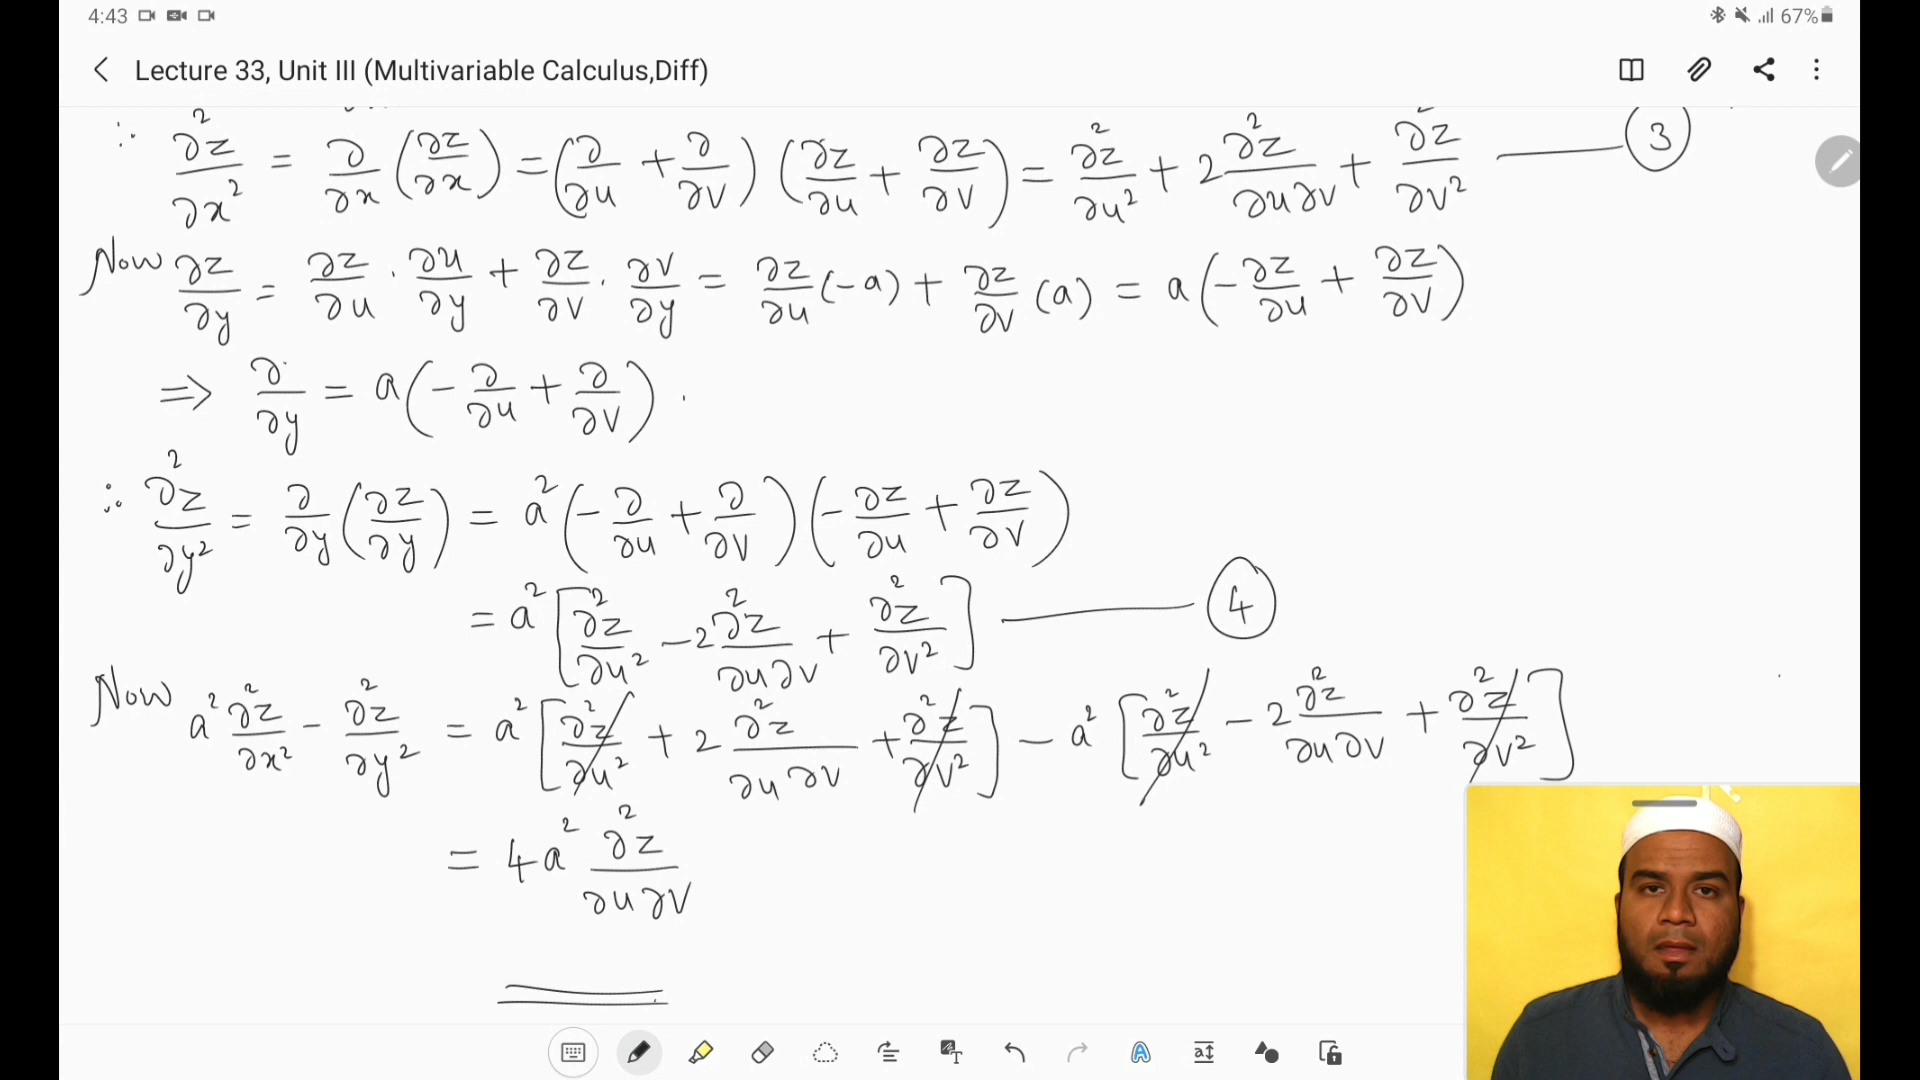 4:43 67%
Lecture 33, Unit III (Multivariable Calculus,Diff)
∴ ∂²z/∂x² = ∂/∂x (∂z/∂x) = (∂/∂u + ∂/∂v) (∂z/∂u + ∂z/∂v) = ∂²z/∂u² + 2 ∂²z/∂u∂v + ∂²z/∂v² —— ③
Now ∂z/∂y = ∂z/∂u · ∂u/∂y + ∂z/∂v · ∂v/∂y = ∂z/∂u (-a) + ∂z/∂v (a) = a(-∂z/∂u + ∂z/∂v)
⇒ ∂/∂y = a(-∂/∂u + ∂/∂v).
∴ ∂²z/∂y² = ∂/∂y (∂z/∂y) = a² (-∂/∂u + ∂/∂v) (-∂z/∂u + ∂z/∂v)
= a² [∂²z/∂u² - 2 ∂²z/∂u∂v + ∂²z/∂v²] —— ④
Now a² ∂²z/∂x² - ∂²z/∂y² = a² [∂²z/∂u² + 2 ∂²z/∂u∂v + ∂²z/∂v²] - a² [∂²z/∂u² - 2 ∂²z/∂u∂v + ∂²z/∂v²]
= 4a² ∂²z/∂u∂v